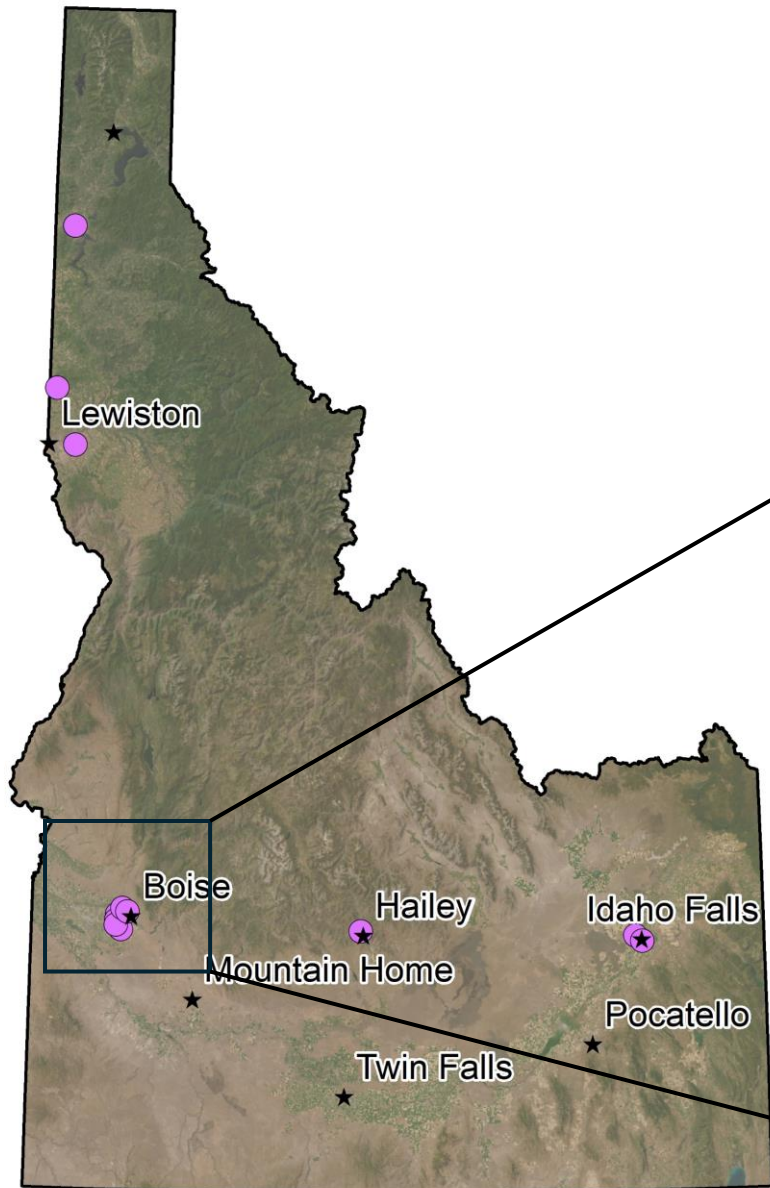 Lewiston
Boise
Hailey
Idaho Falls
Mountain Home
Pocatello
Twin Falls